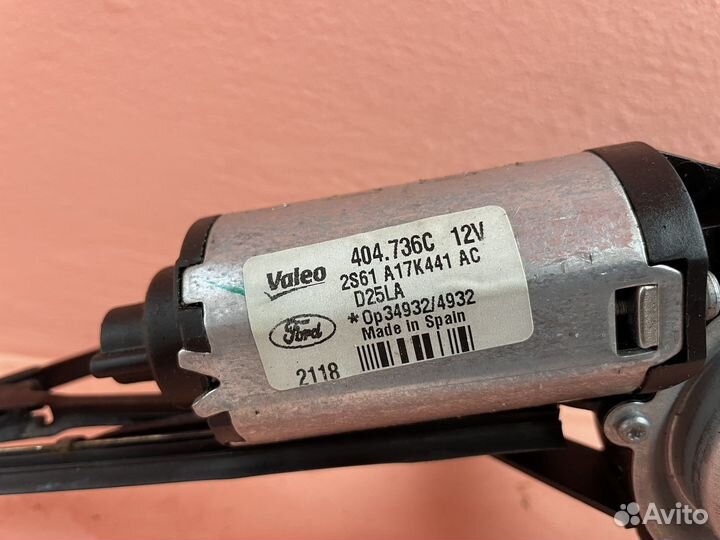 Valeo 404.736C 12V
2S61 A17K441 AC
D25LA
*Op34932/4932
Ford Made in Spain
2118
Avito